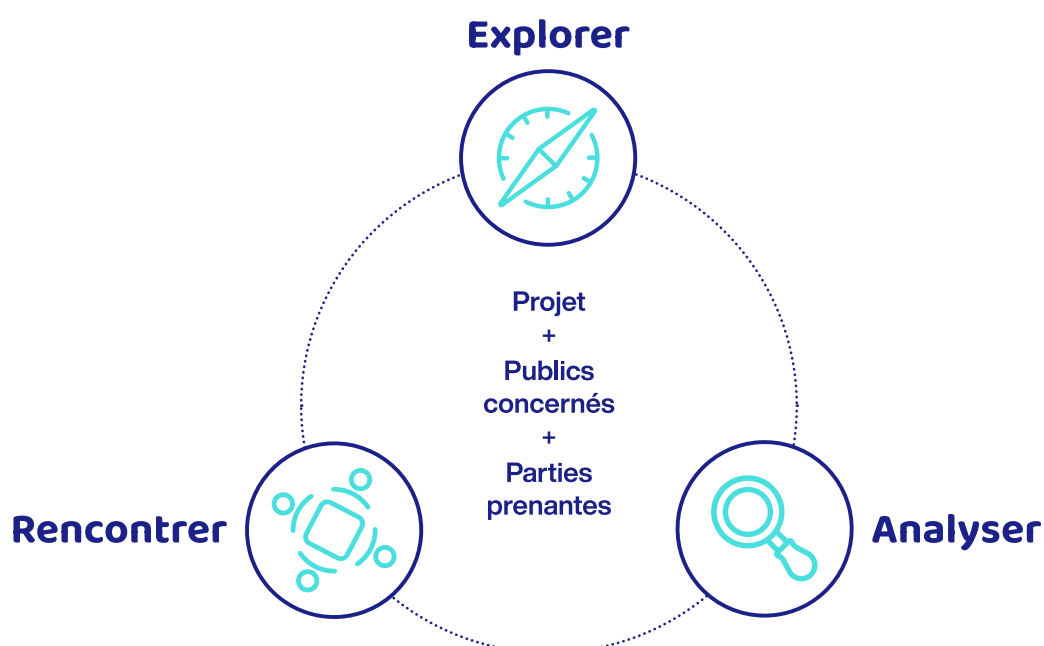 Explorer
Projet
+
Publics
concernés
+
Parties
prenantes
Rencontrer
Analyser